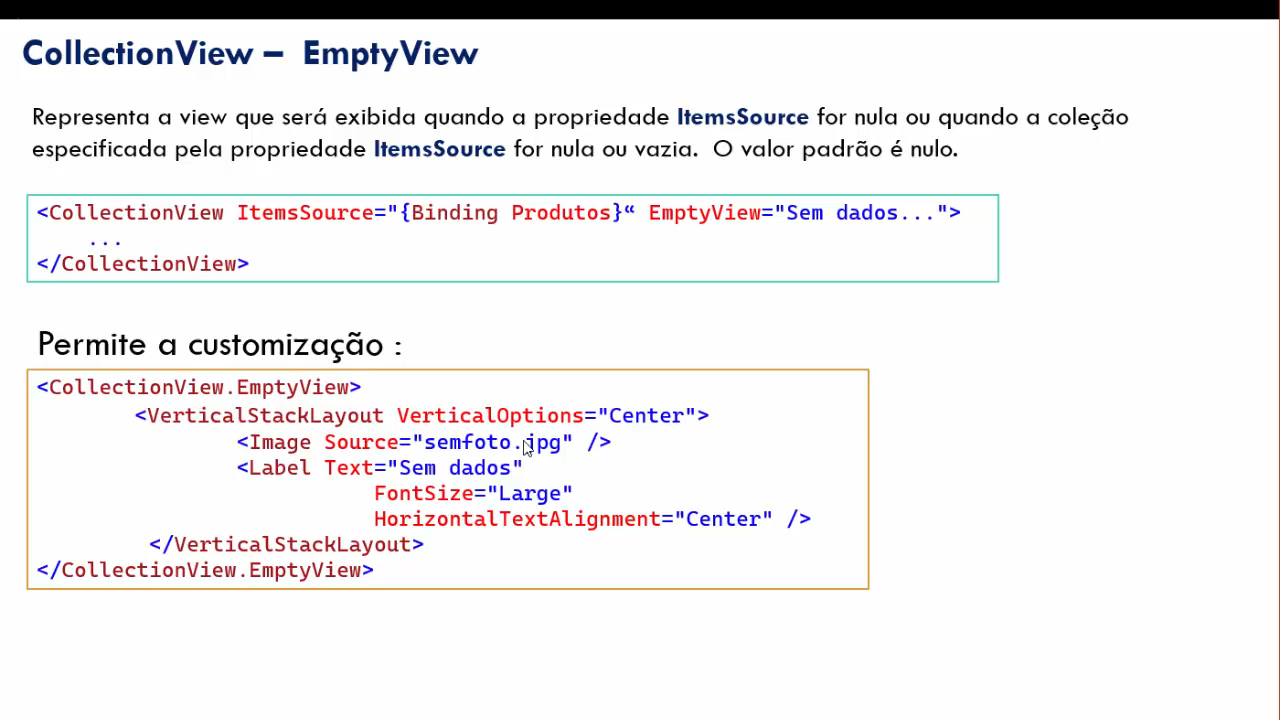 CollectionView – EmptyView
Representa a view que será exibida quando a propriedade ItemsSource for nula ou quando a coleção
especificada pela propriedade ItemsSource for nula ou vazia. O valor padrão é nulo.
<CollectionView ItemsSource="{Binding Produtos}“ EmptyView="Sem dados...">
...
</CollectionView>
Permite a customização :
<CollectionView.EmptyView>
<VerticalStackLayout VerticalOptions="Center">
<Image Source="semfoto.jpg" />
<Label Text="Sem dados"
FontSize="Large"
HorizontalTextAlignment="Center" />
</VerticalStackLayout>
</CollectionView.EmptyView>